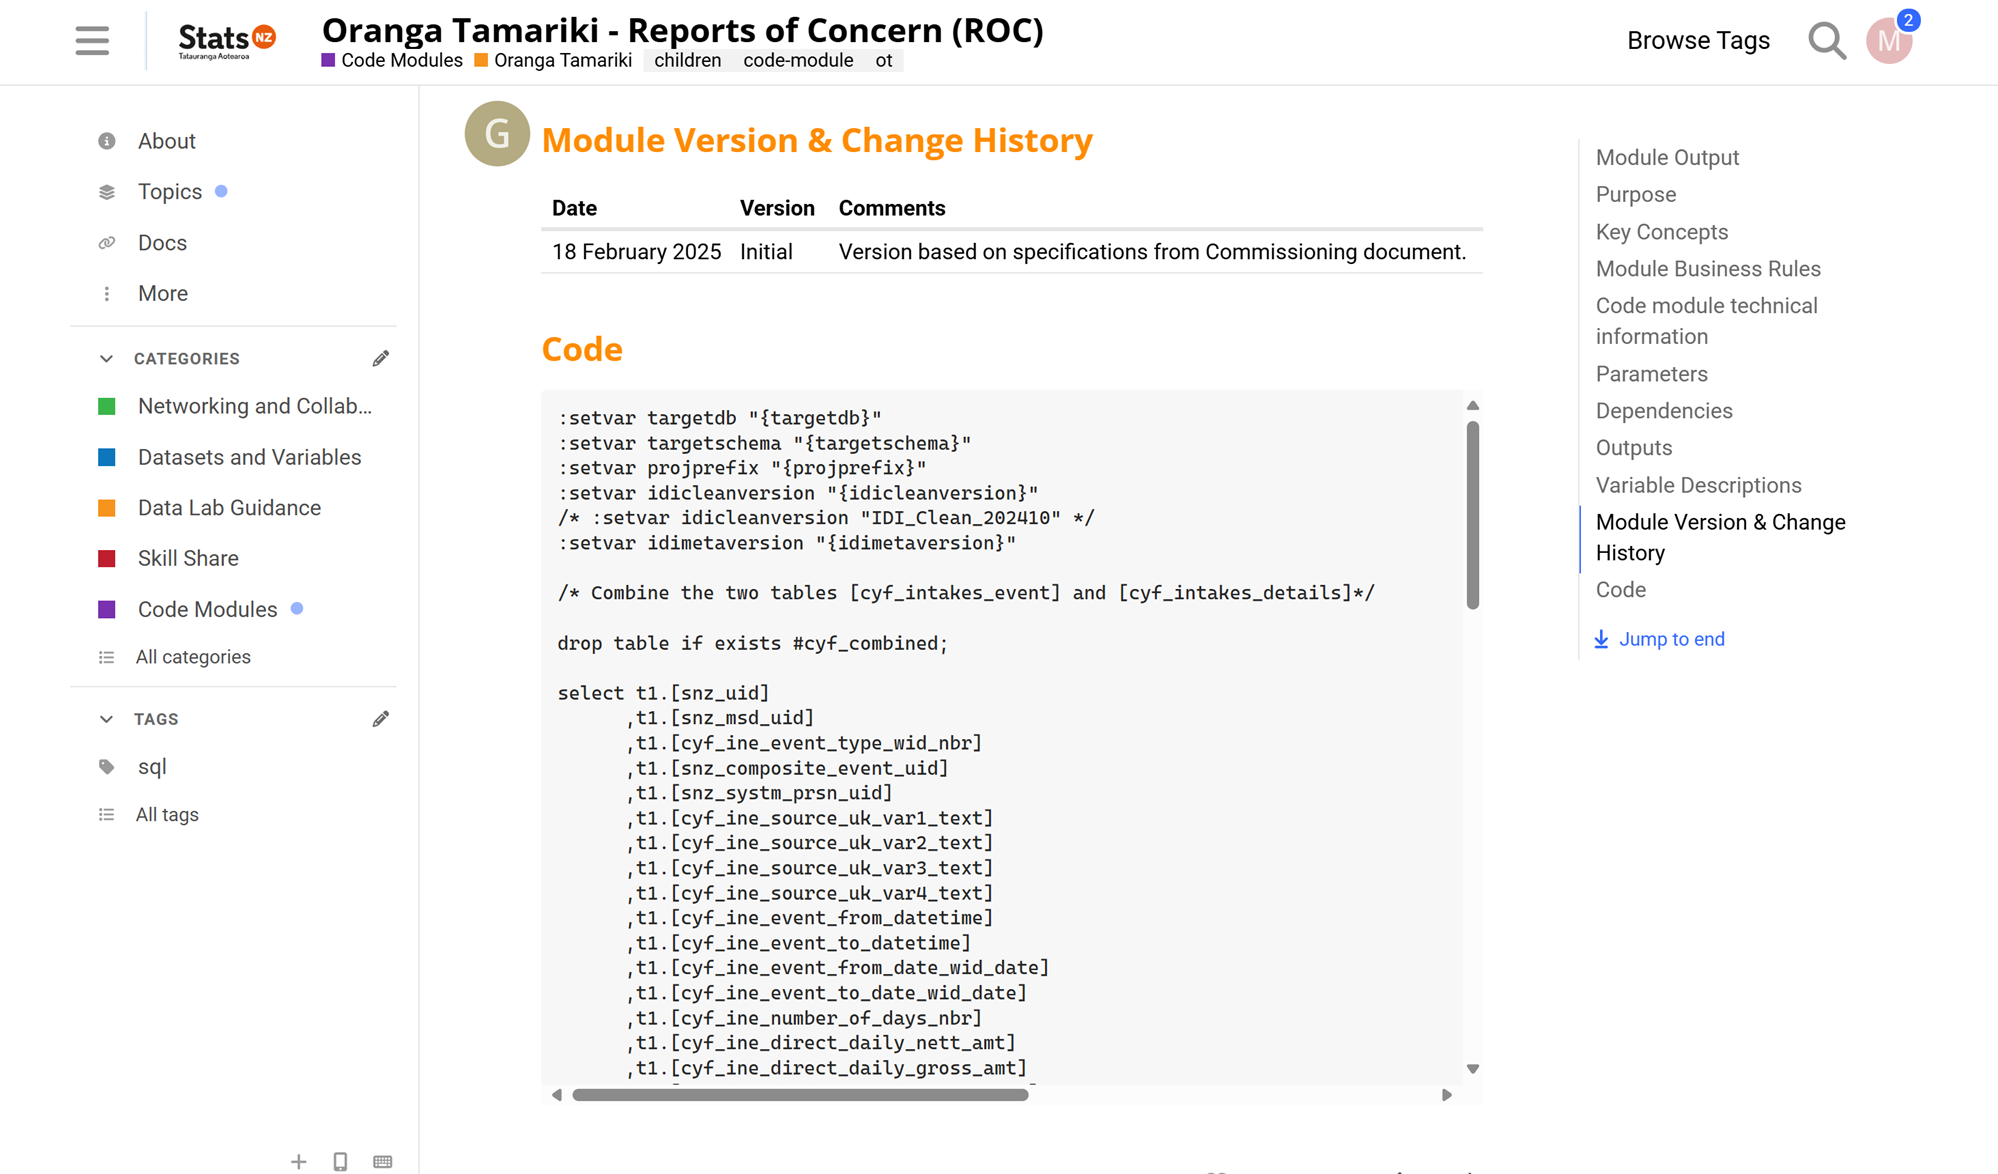 Stats NZ
Tatauranga Aotearoa
Oranga Tamariki - Reports of Concern (ROC)
Code Modules Oranga Tamariki children code-module ot
Browse Tags
M
2
About
Topics
Docs
More
CATEGORIES
Networking and Collab...
Datasets and Variables
Data Lab Guidance
Skill Share
Code Modules
All categories
TAGS
sql
All tags
G
Module Version & Change History
Date Version Comments
18 February 2025 Initial Version based on specifications from Commissioning document.
Code
:setvar targetdb "{targetdb}"
:setvar targetschema "{targetschema}"
:setvar projprefix "{projprefix}"
:setvar idicleanversion "{idicleanversion}"
/* :setvar idicleanversion "IDI_Clean_202410" */
:setvar idimetaversion "{idimetaversion}"
/* Combine the two tables [cyf_intakes_event] and [cyf_intakes_details]*/
drop table if exists #cyf_combined;
select t1.[snz_uid]
,t1.[snz_msd_uid]
,t1.[cyf_ine_event_type_wid_nbr]
,t1.[snz_composite_event_uid]
,t1.[snz_systm_prsn_uid]
,t1.[cyf_ine_source_uk_var1_text]
,t1.[cyf_ine_source_uk_var2_text]
,t1.[cyf_ine_source_uk_var3_text]
,t1.[cyf_ine_source_uk_var4_text]
,t1.[cyf_ine_event_from_datetime]
,t1.[cyf_ine_event_to_datetime]
,t1.[cyf_ine_event_from_date_wid_date]
,t1.[cyf_ine_event_to_date_wid_date]
,t1.[cyf_ine_number_of_days_nbr]
,t1.[cyf_ine_direct_daily_nett_amt]
,t1.[cyf_ine_direct_daily_gross_amt]
Module Output
Purpose
Key Concepts
Module Business Rules
Code module technical
information
Parameters
Dependencies
Outputs
Variable Descriptions
Module Version & Change
History
Code
Jump to end